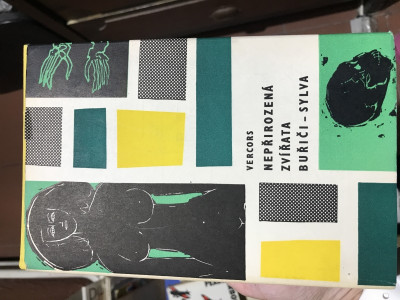 VERCORS
NEPŘIROZENÁ
ZVÍŘATA
BUŘIČI – SYLVA